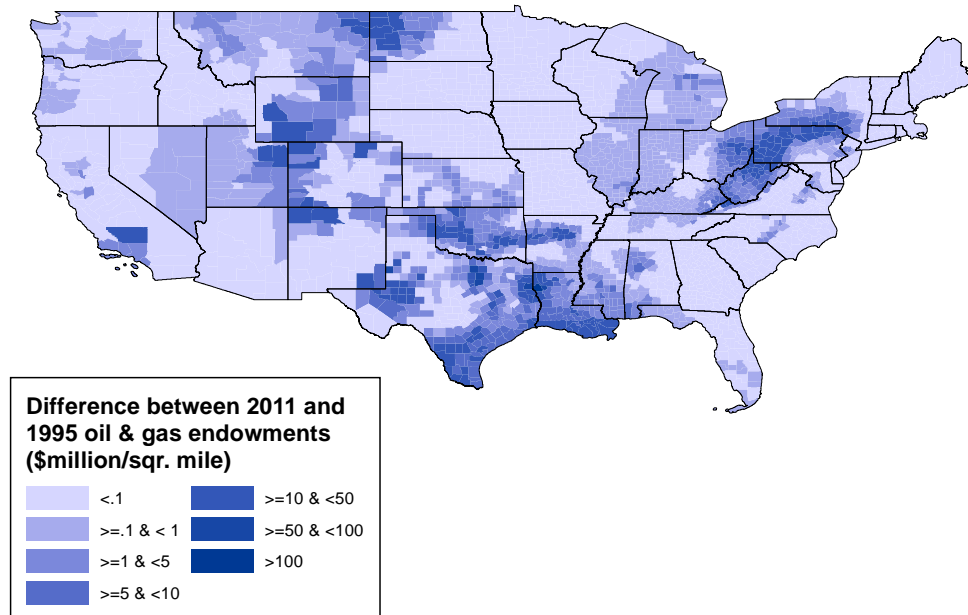 Difference between 2011 and
1995 oil & gas endowments
($million/sqr. mile)
<.1
>=.1 & < 1
>=1 & <5
>=5 & <10
>=10 & <50
>=50 & <100
>100